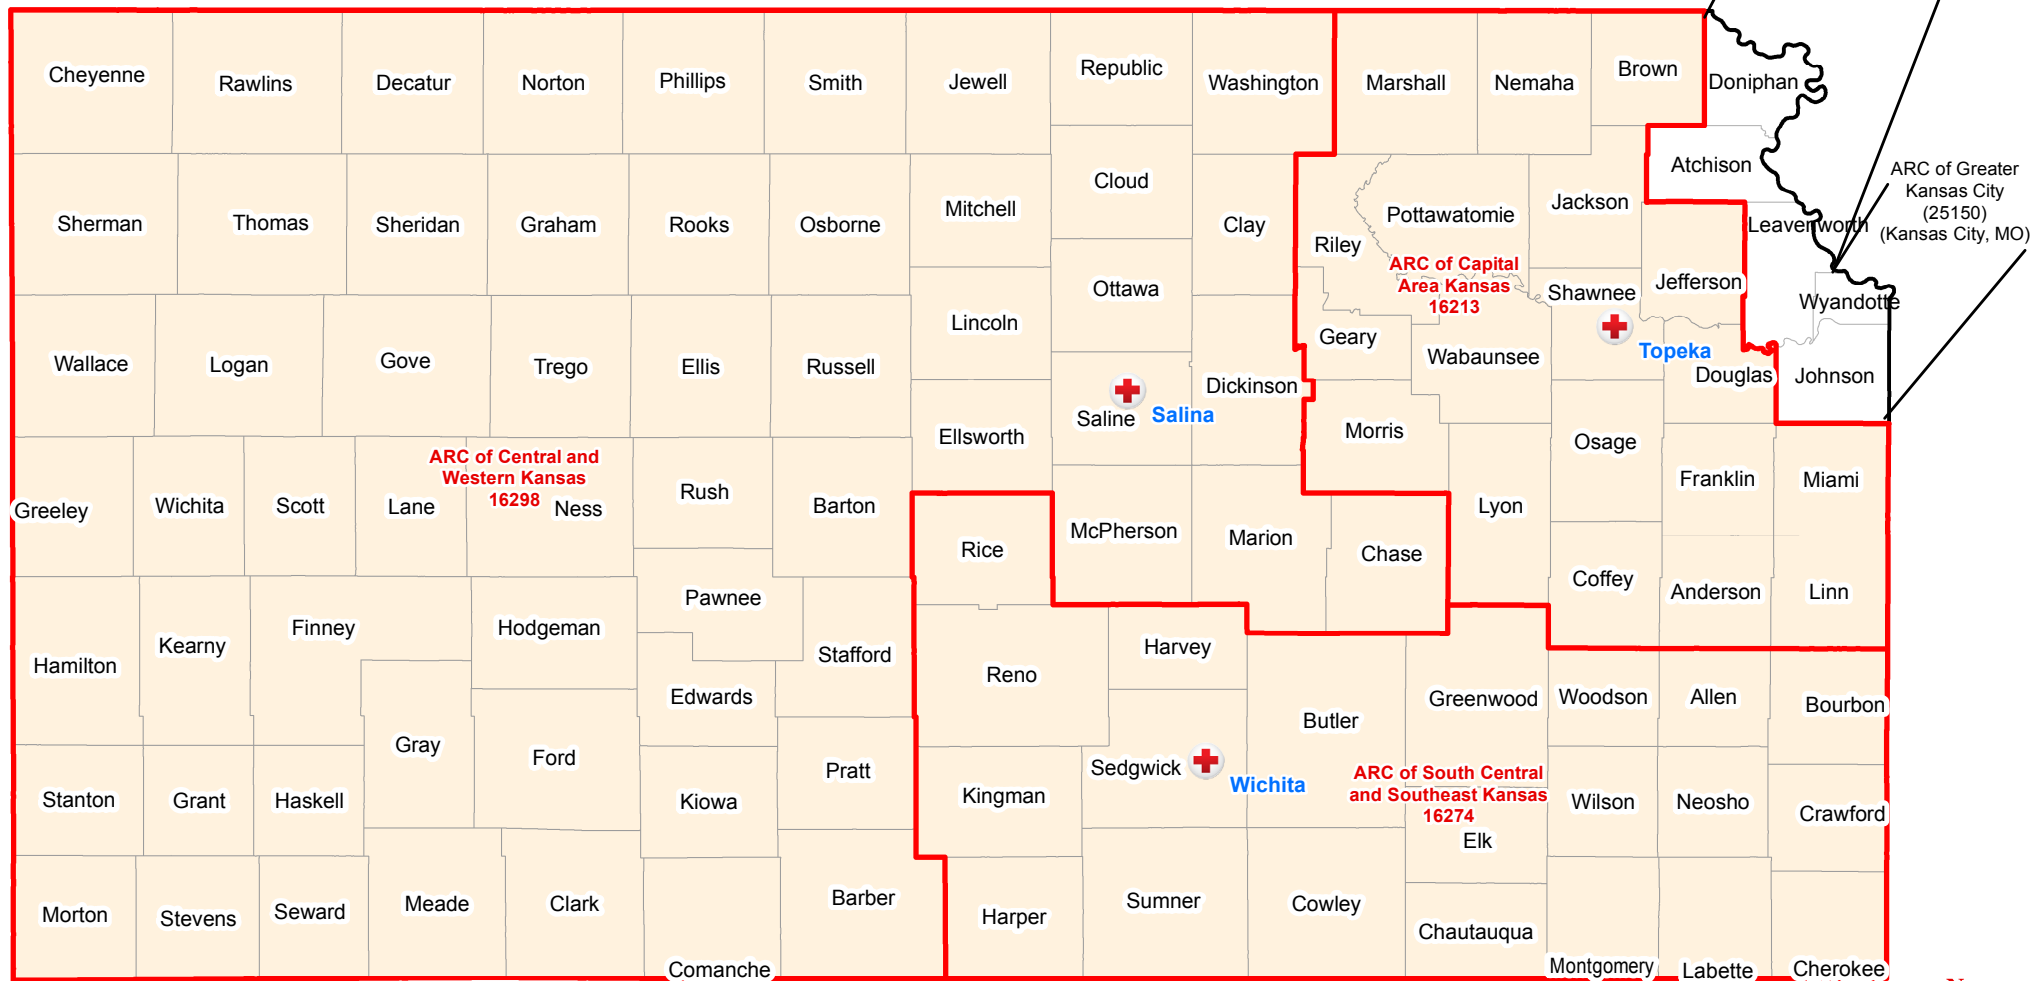 Cheyenne
Rawlins
Decatur
Norton
Phillips
Smith
Jewell
Republic
Washington
Marshall
Nemaha
Brown
Doniphan
Atchison
ARC of Greater
Kansas City
(25150)
(Kansas City, MO)
Sherman
Thomas
Sheridan
Graham
Rooks
Osborne
Mitchell
Cloud
Clay
Riley
Pottawatomie
Jackson
Leavenworth
ARC of Capital
Area Kansas
16213
Shawnee
Jefferson
Wyandotte
Ottawa
Lincoln
Geary
Wabaunsee
Topeka
Douglas
Johnson
Wallace
Logan
Gove
Trego
Ellis
Russell
Ellsworth
Saline
Salina
Dickinson
Morris
Osage
Franklin
Miami
ARC of Central and
Western Kansas
16298
Greeley
Wichita
Scott
Lane
Ness
Rush
Barton
Rice
McPherson
Marion
Chase
Lyon
Coffey
Anderson
Linn
Hamilton
Kearny
Finney
Hodgeman
Pawnee
Stafford
Edwards
Reno
Harvey
Butler
Greenwood
Woodson
Allen
Bourbon
Gray
Ford
Pratt
Kiowa
Kingman
Sedgwick
Wichita
ARC of South Central
and Southeast Kansas
16274
Elk
Wilson
Neosho
Crawford
Stanton
Grant
Haskell
Morton
Stevens
Seward
Meade
Clark
Comanche
Barber
Harper
Sumner
Cowley
Chautauqua
Montgomery
Labette
Cherokee